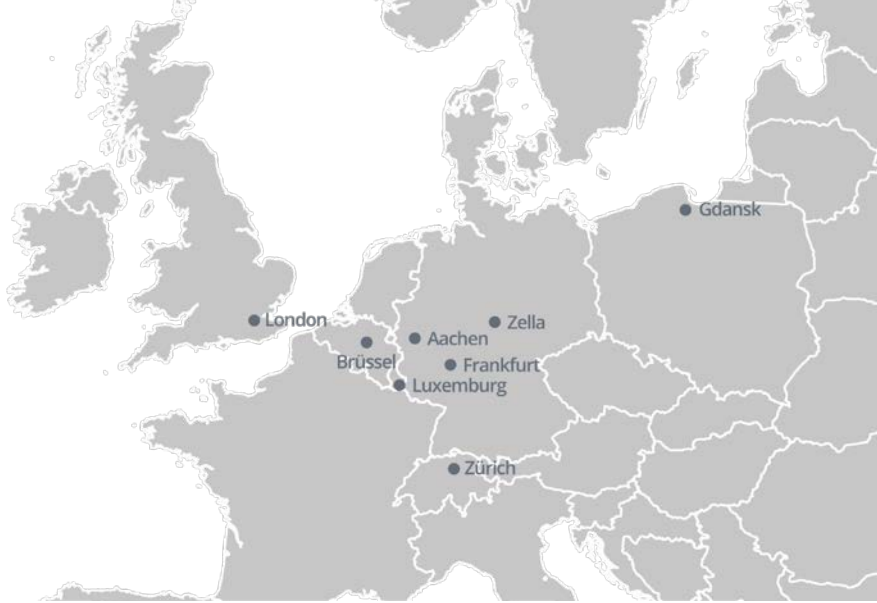 Gdansk
London
Zella
Aachen
Brüssel
Frankfurt
Luxemburg
Zürich